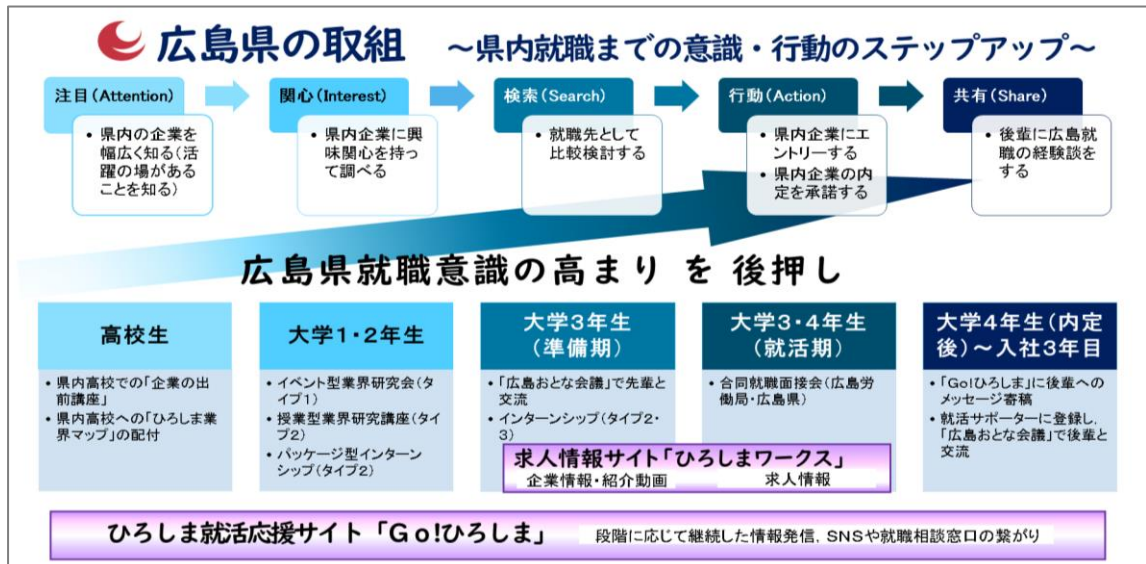 広島県の取組 ～県内就職までの意識・行動のステップアップ～
注目(Attention)
• 県内の企業を
幅広く知る(活
躍の場がある
ことを知る)
関心(Interest)
• 県内企業に興
味関心を持っ
て調べる
検索(Search)
• 就職先として
比較検討する
行動(Action)
• 県内企業にエ
ントリーする
• 県内企業の内
定を承諾する
共有(Share)
• 後輩に広島就
職の経験談を
する
広島県就職意識の高まり を 後押し
高校生
• 県内高校での「企業の出
前講座」
• 県内高校への「ひろしま業
界マップ」の配付
大学1・2年生
• イベント型業界研究会(タ
イプ1)
• 授業型業界研究講座(タイ
プ2)
• パッケージ型インターン
シップ(タイプ2)
大学3年生
(準備期)
• 「広島おとな会議」で先輩と
交流
• インターンシップ(タイプ2・
3)
大学3・4年生
(就活期)
• 合同就職面接会(広島労
働局・広島県)
求人情報サイト「ひろしまワークス」
企業情報・紹介動画 求人情報
大学4年生(内定
後)～入社3年目
• 「Go!ひろしま」に後輩への
メッセージ寄稿
• 就活サポーターに登録し,
「広島おとな会議」で後輩と
交流
ひろしま就活応援サイト「Go!ひろしま」 段階に応じて継続した情報発信, SNSや就職相談窓口の繋がり